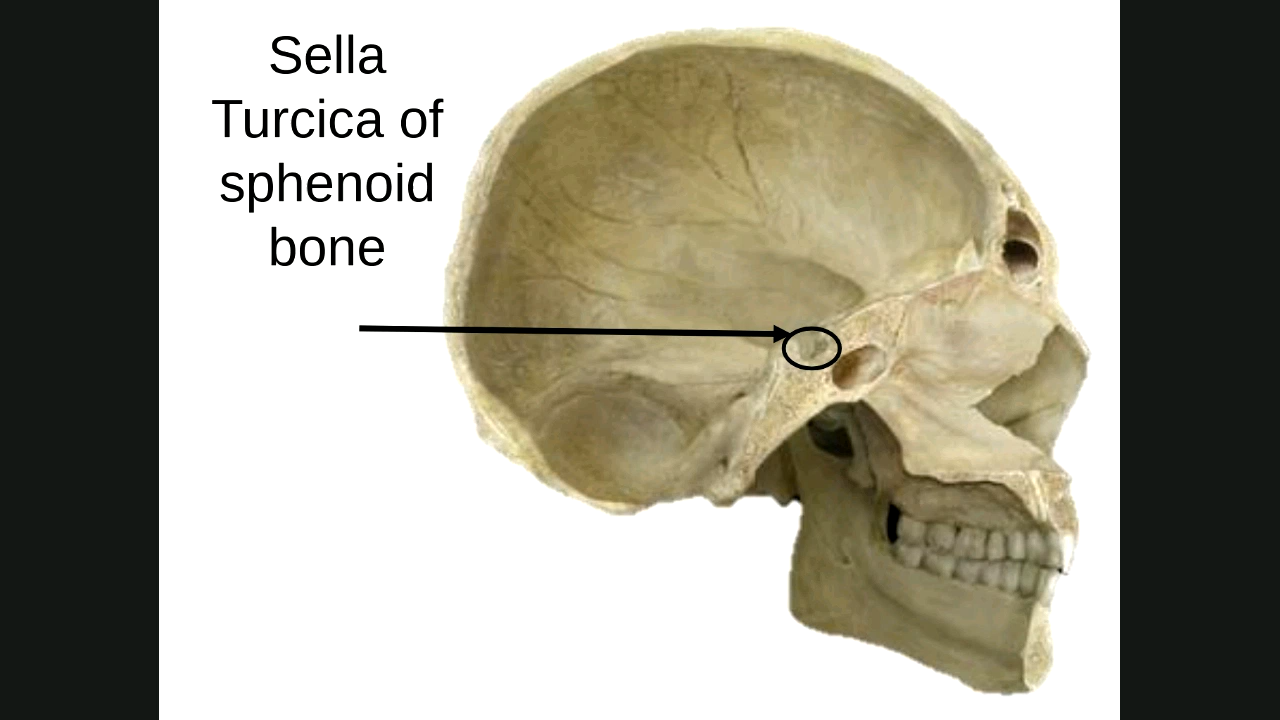 Sella
Turcica of
sphenoid
bone